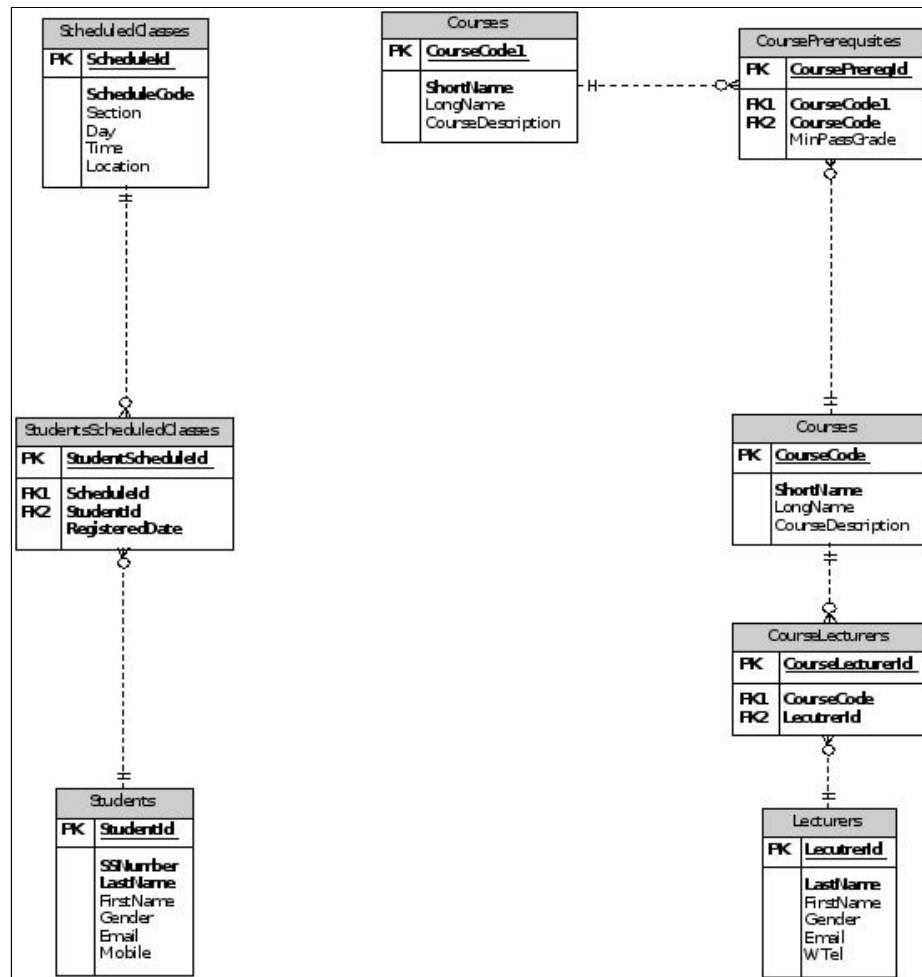 ScheduledClasses
PK ScheduleId
ScheduleCode
Section
Day
Time
Location
Courses
PK CourseCode1
ShortName
LongName
CourseDescription
CoursePrerequsites
PK CoursePrereqId
FK1 CourseCode1
FK2 CourseCode
MinPassGrade
StudentsScheduledClasses
PK StudentScheduleId
FK1 ScheduleId
FK2 StudentId
RegisteredDate
Courses
PK CourseCode
ShortName
LongName
CourseDescription
CourseLecturers
PK CourseLecturerId
FK1 CourseCode
FK2 LecutrerId
Students
PK StudentId
SSNumber
LastName
FirstName
Gender
Email
Mobile
Lecturers
PK LecutrerId
LastName
FirstName
Gender
Email
WTel